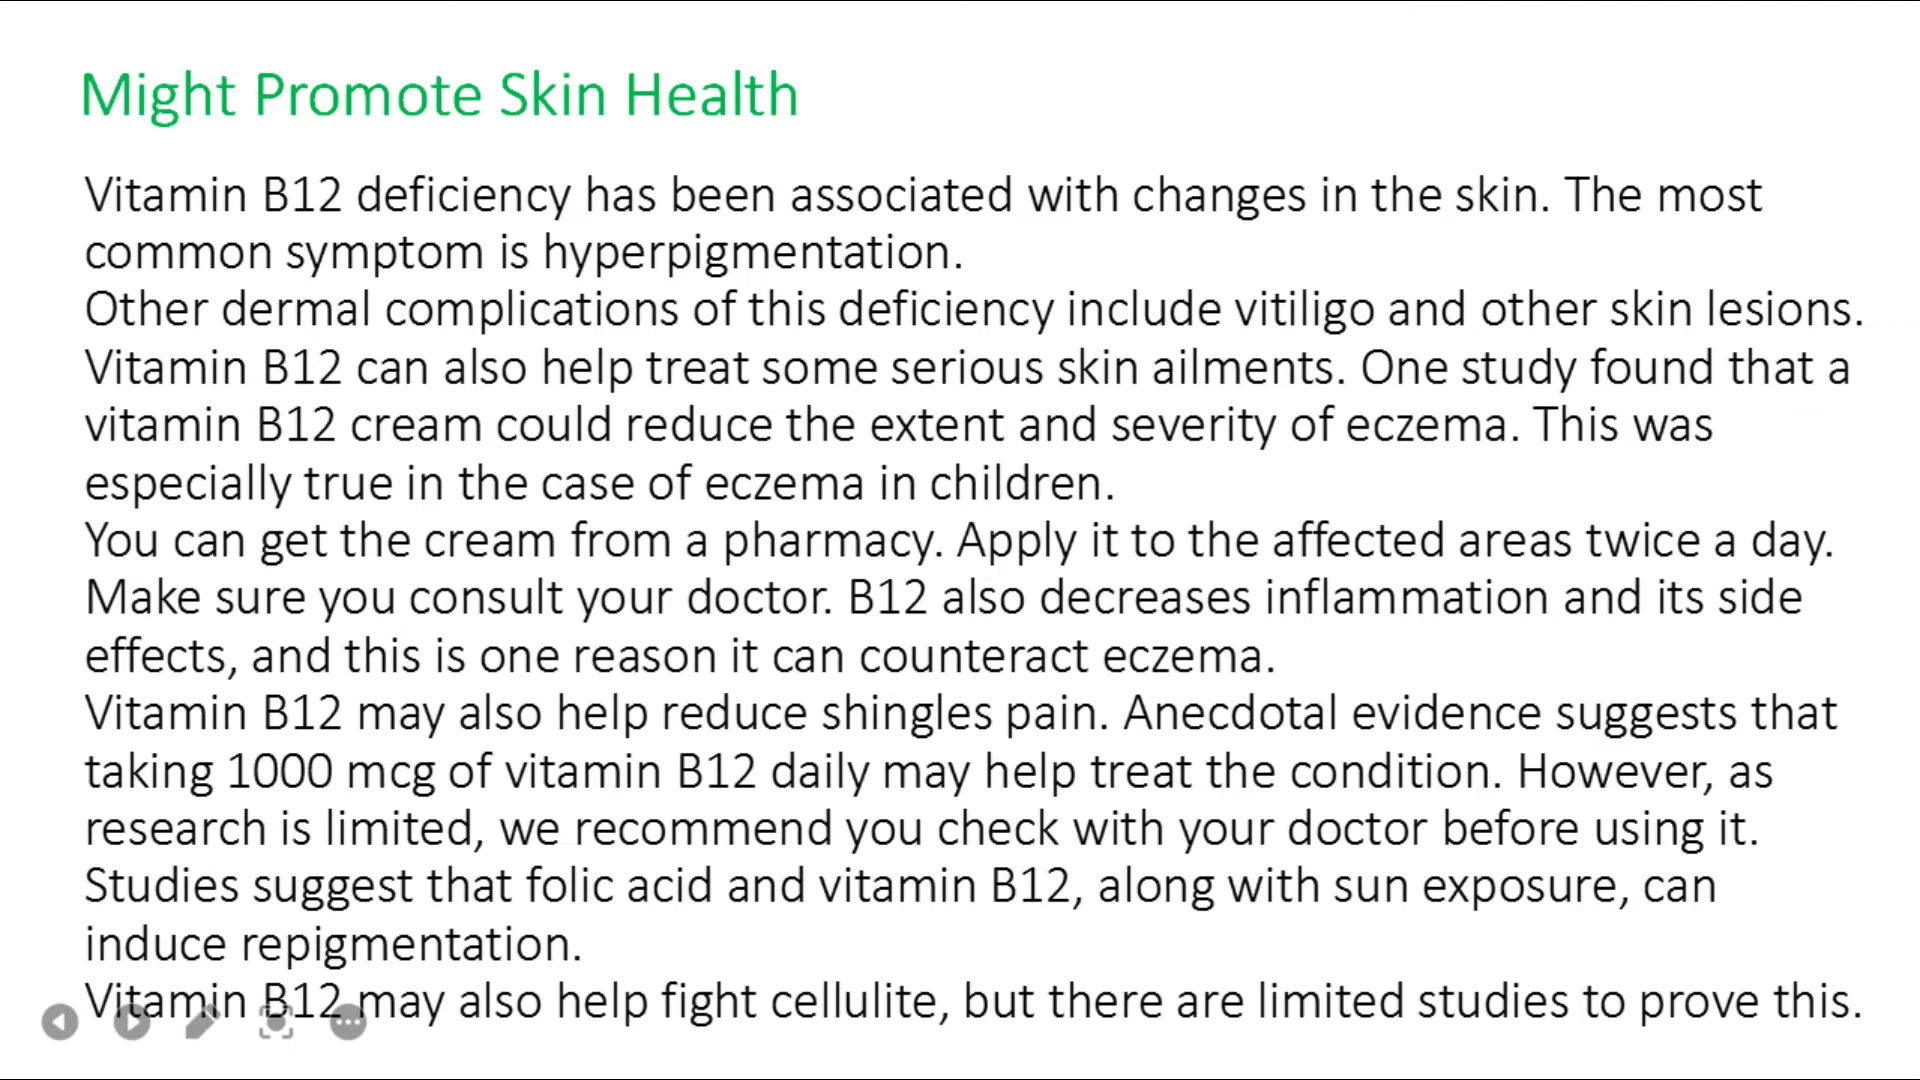 Might Promote Skin Health
Vitamin B12 deficiency has been associated with changes in the skin. The most
common symptom is hyperpigmentation.
Other dermal complications of this deficiency include vitiligo and other skin lesions.
Vitamin B12 can also help treat some serious skin ailments. One study found that a
vitamin B12 cream could reduce the extent and severity of eczema. This was
especially true in the case of eczema in children.
You can get the cream from a pharmacy. Apply it to the affected areas twice a day.
Make sure you consult your doctor. B12 also decreases inflammation and its side
effects, and this is one reason it can counteract eczema.
Vitamin B12 may also help reduce shingles pain. Anecdotal evidence suggests that
taking 1000 mcg of vitamin B12 daily may help treat the condition. However, as
research is limited, we recommend you check with your doctor before using it.
Studies suggest that folic acid and vitamin B12, along with sun exposure, can
induce repigmentation.
Vitamin B12 may also help fight cellulite, but there are limited studies to prove this.